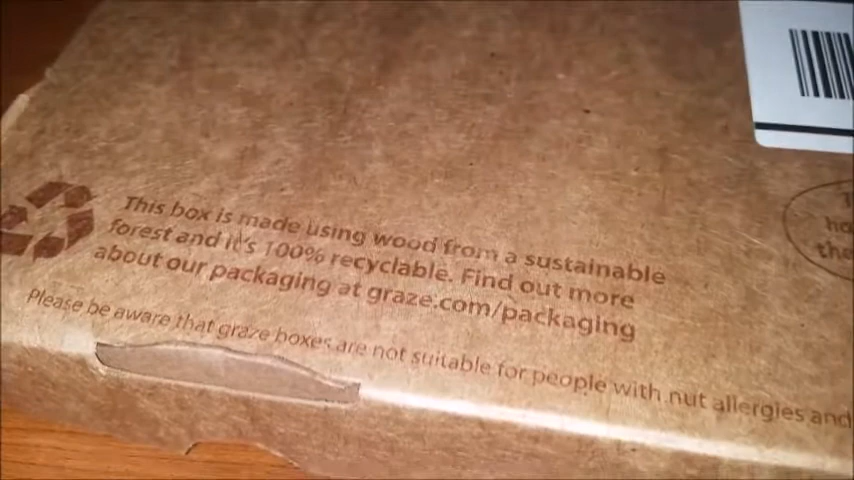 This box is made using wood from a sustainable
forest and it's 100% recyclable. Find out more
about our packaging at graze.com/packaging
Please be aware that graze boxes are not suitable for people with nut allergies and